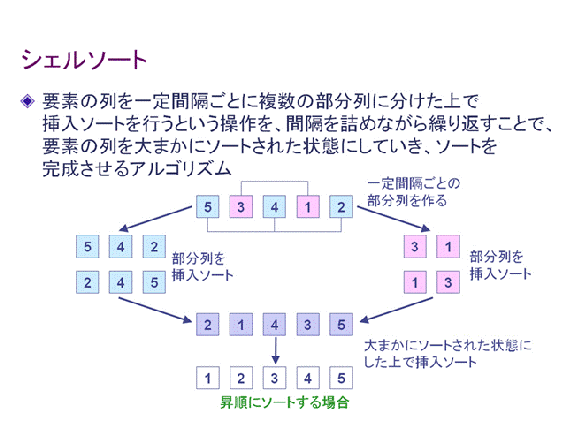 シェルソート
要素の列を一定間隔ごとに複数の部分列に分けた上で
挿入ソートを行うという操作を、間隔を詰めながら繰り返すことで、
要素の列を大まかにソートされた状態にしていき、ソートを
完成させるアルゴリズム
5 3 4 1 2
一定間隔ごとの
部分列を作る
5 4 2
2 4 5
部分列を
挿入ソート
3 1
1 3
部分列を
挿入ソート
2 1 4 3 5
大まかにソートされた状態に
した上で挿入ソート
1 2 3 4 5
昇順にソートする場合